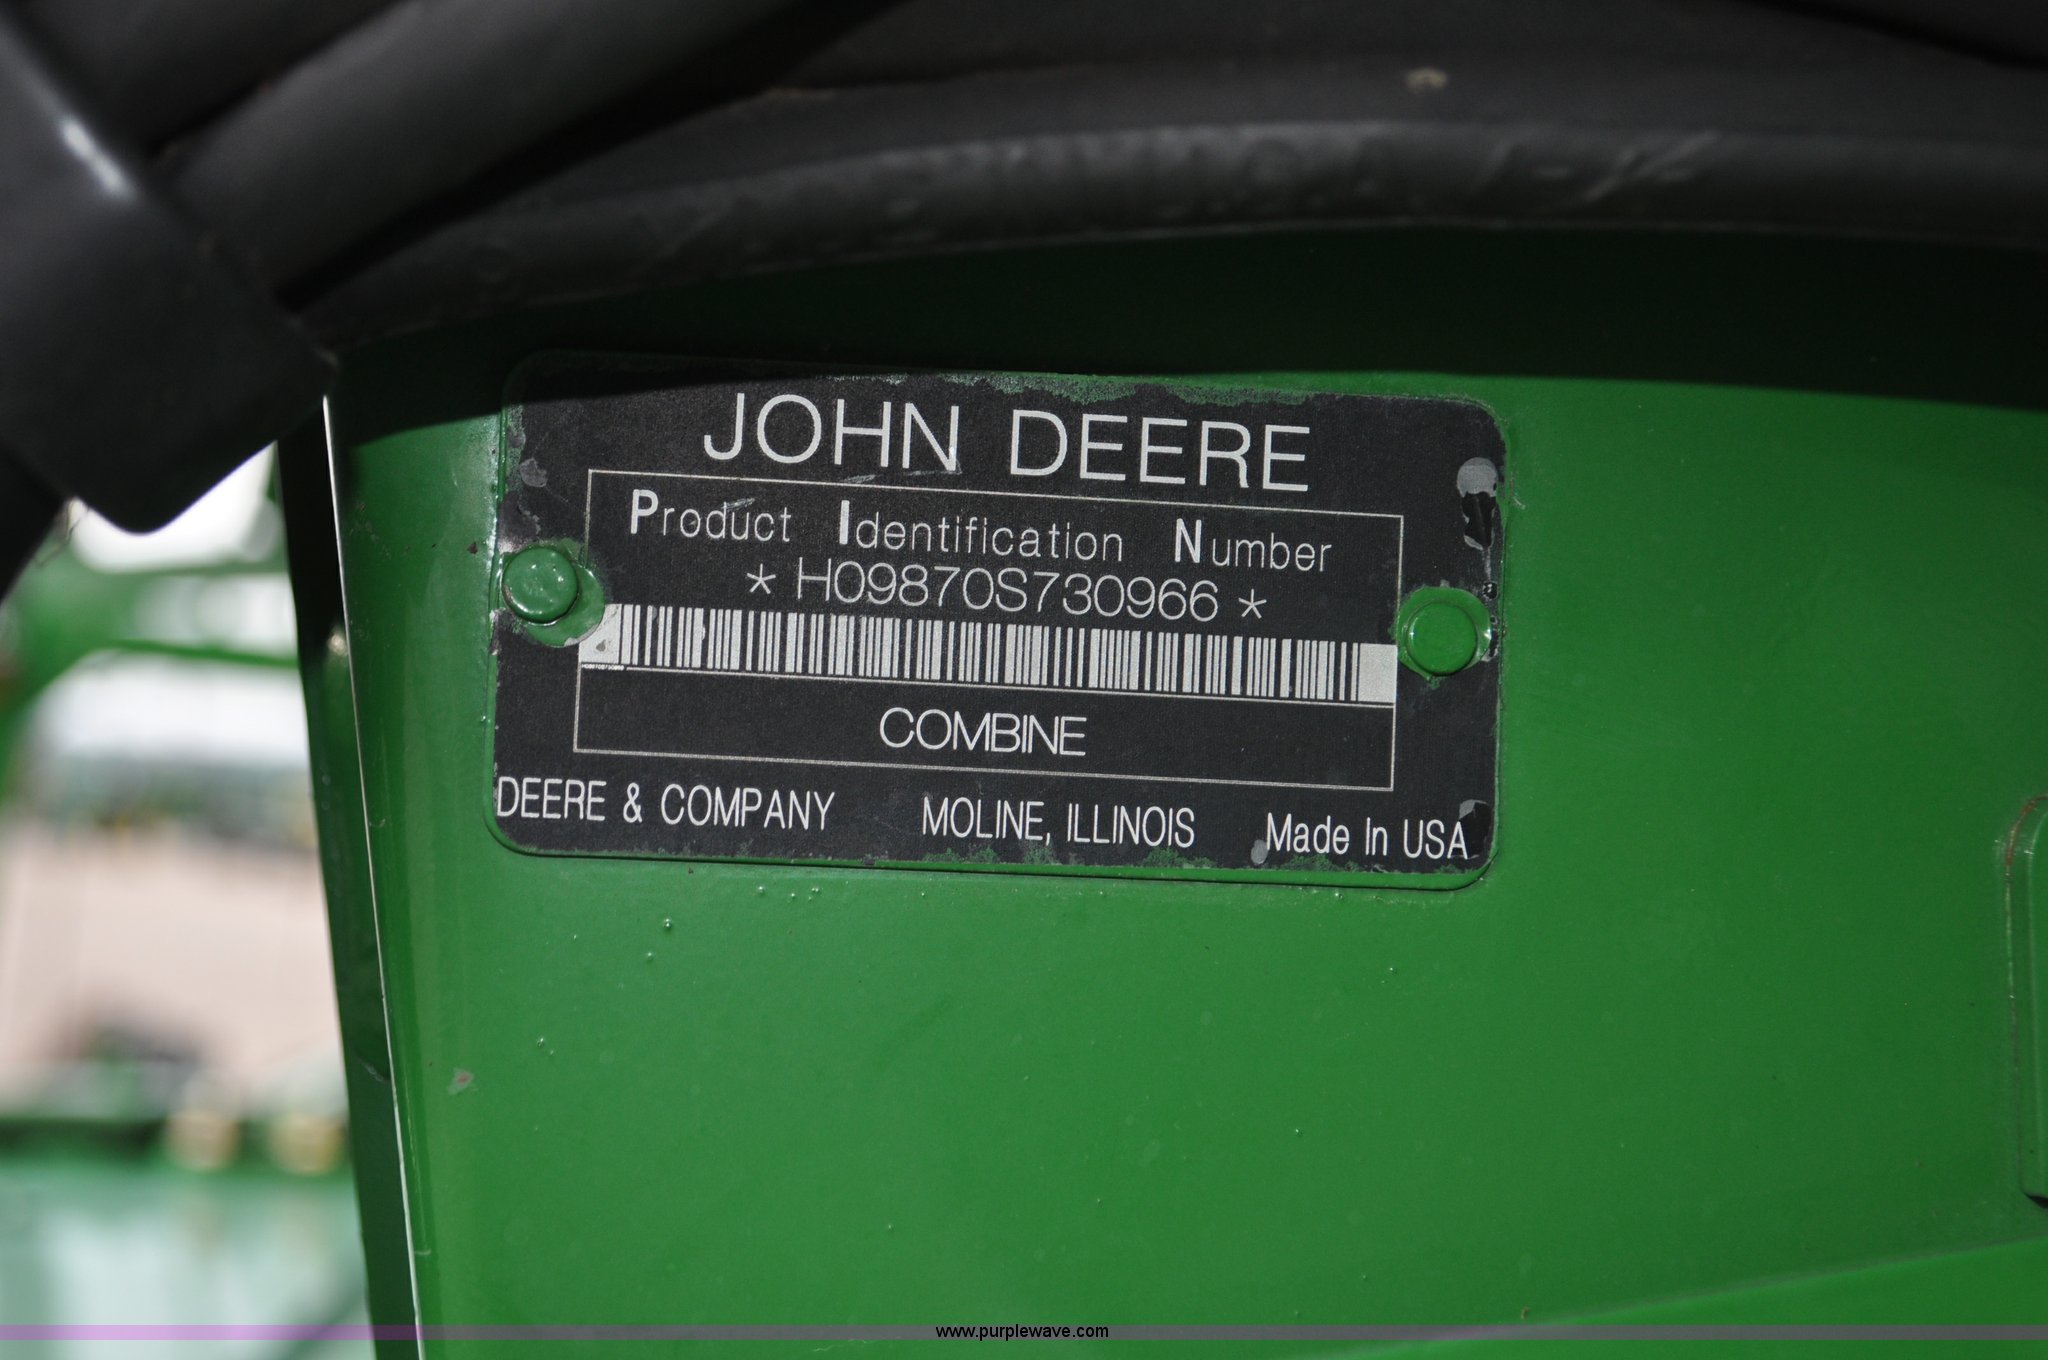 JOHN DEERE
Product Identification Number
* H09870S730966 *
COMBINE
DEERE & COMPANY MOLINE, ILLINOIS Made In USA
www.purplewave.com